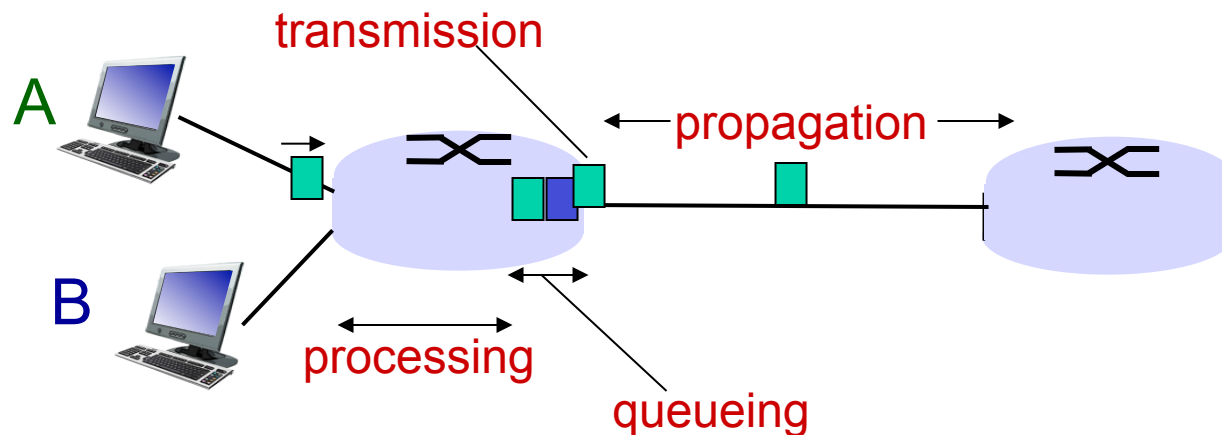 transmission
A
propagation
B
processing
queueing